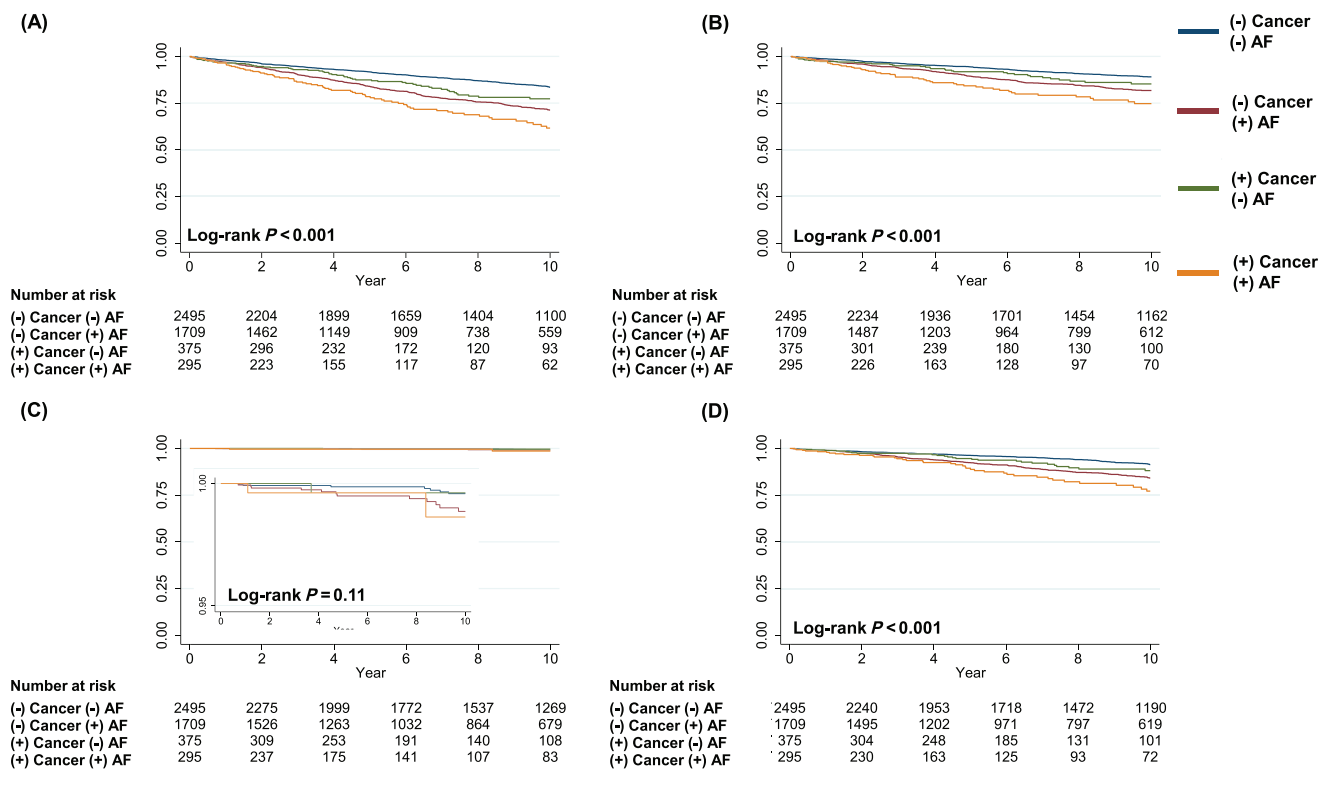 (A)
1.00
0.75
0.50
0.25
0.00
Log-rank P < 0.001
0 2 4 6 8 10
Year
Number at risk
(-) Cancer (-) AF 2495 2204 1899 1659 1404 1100
(-) Cancer (+) AF 1709 1462 1149 909 738 559
(+) Cancer (-) AF 375 296 232 172 120 93
(+) Cancer (+) AF 295 223 155 117 87 62
(B)
1.00
0.75
0.50
0.25
0.00
Log-rank P < 0.001
0 2 4 6 8 10
Year
Number at risk
(-) Cancer (-) AF 2495 2234 1936 1701 1454 1162
(-) Cancer (+) AF 1709 1487 1203 964 799 612
(+) Cancer (-) AF 375 301 239 180 130 100
(+) Cancer (+) AF 295 226 163 128 97 70
(-) Cancer
(-) AF
(-) Cancer
(+) AF
(+) Cancer
(-) AF
(+) Cancer
(+) AF
(C)
1.00
0.75
0.50
0.25
0.00
1.00
0.95
Log-rank P = 0.11
0 2 4 6 8 10
0 2 4 6 8 10
Year
Number at risk
(-) Cancer (-) AF 2495 2275 1999 1772 1537 1269
(-) Cancer (+) AF 1709 1526 1263 1032 864 679
(+) Cancer (-) AF 375 309 253 191 140 108
(+) Cancer (+) AF 295 237 175 141 107 83
(D)
1.00
0.75
0.50
0.25
0.00
Log-rank P < 0.001
0 2 4 6 8 10
Year
Number at risk
(-) Cancer (-) AF 2495 2240 1953 1718 1472 1190
(-) Cancer (+) AF 1709 1495 1202 971 797 619
(+) Cancer (-) AF 375 304 248 185 131 101
(+) Cancer (+) AF 295 230 163 125 93 72